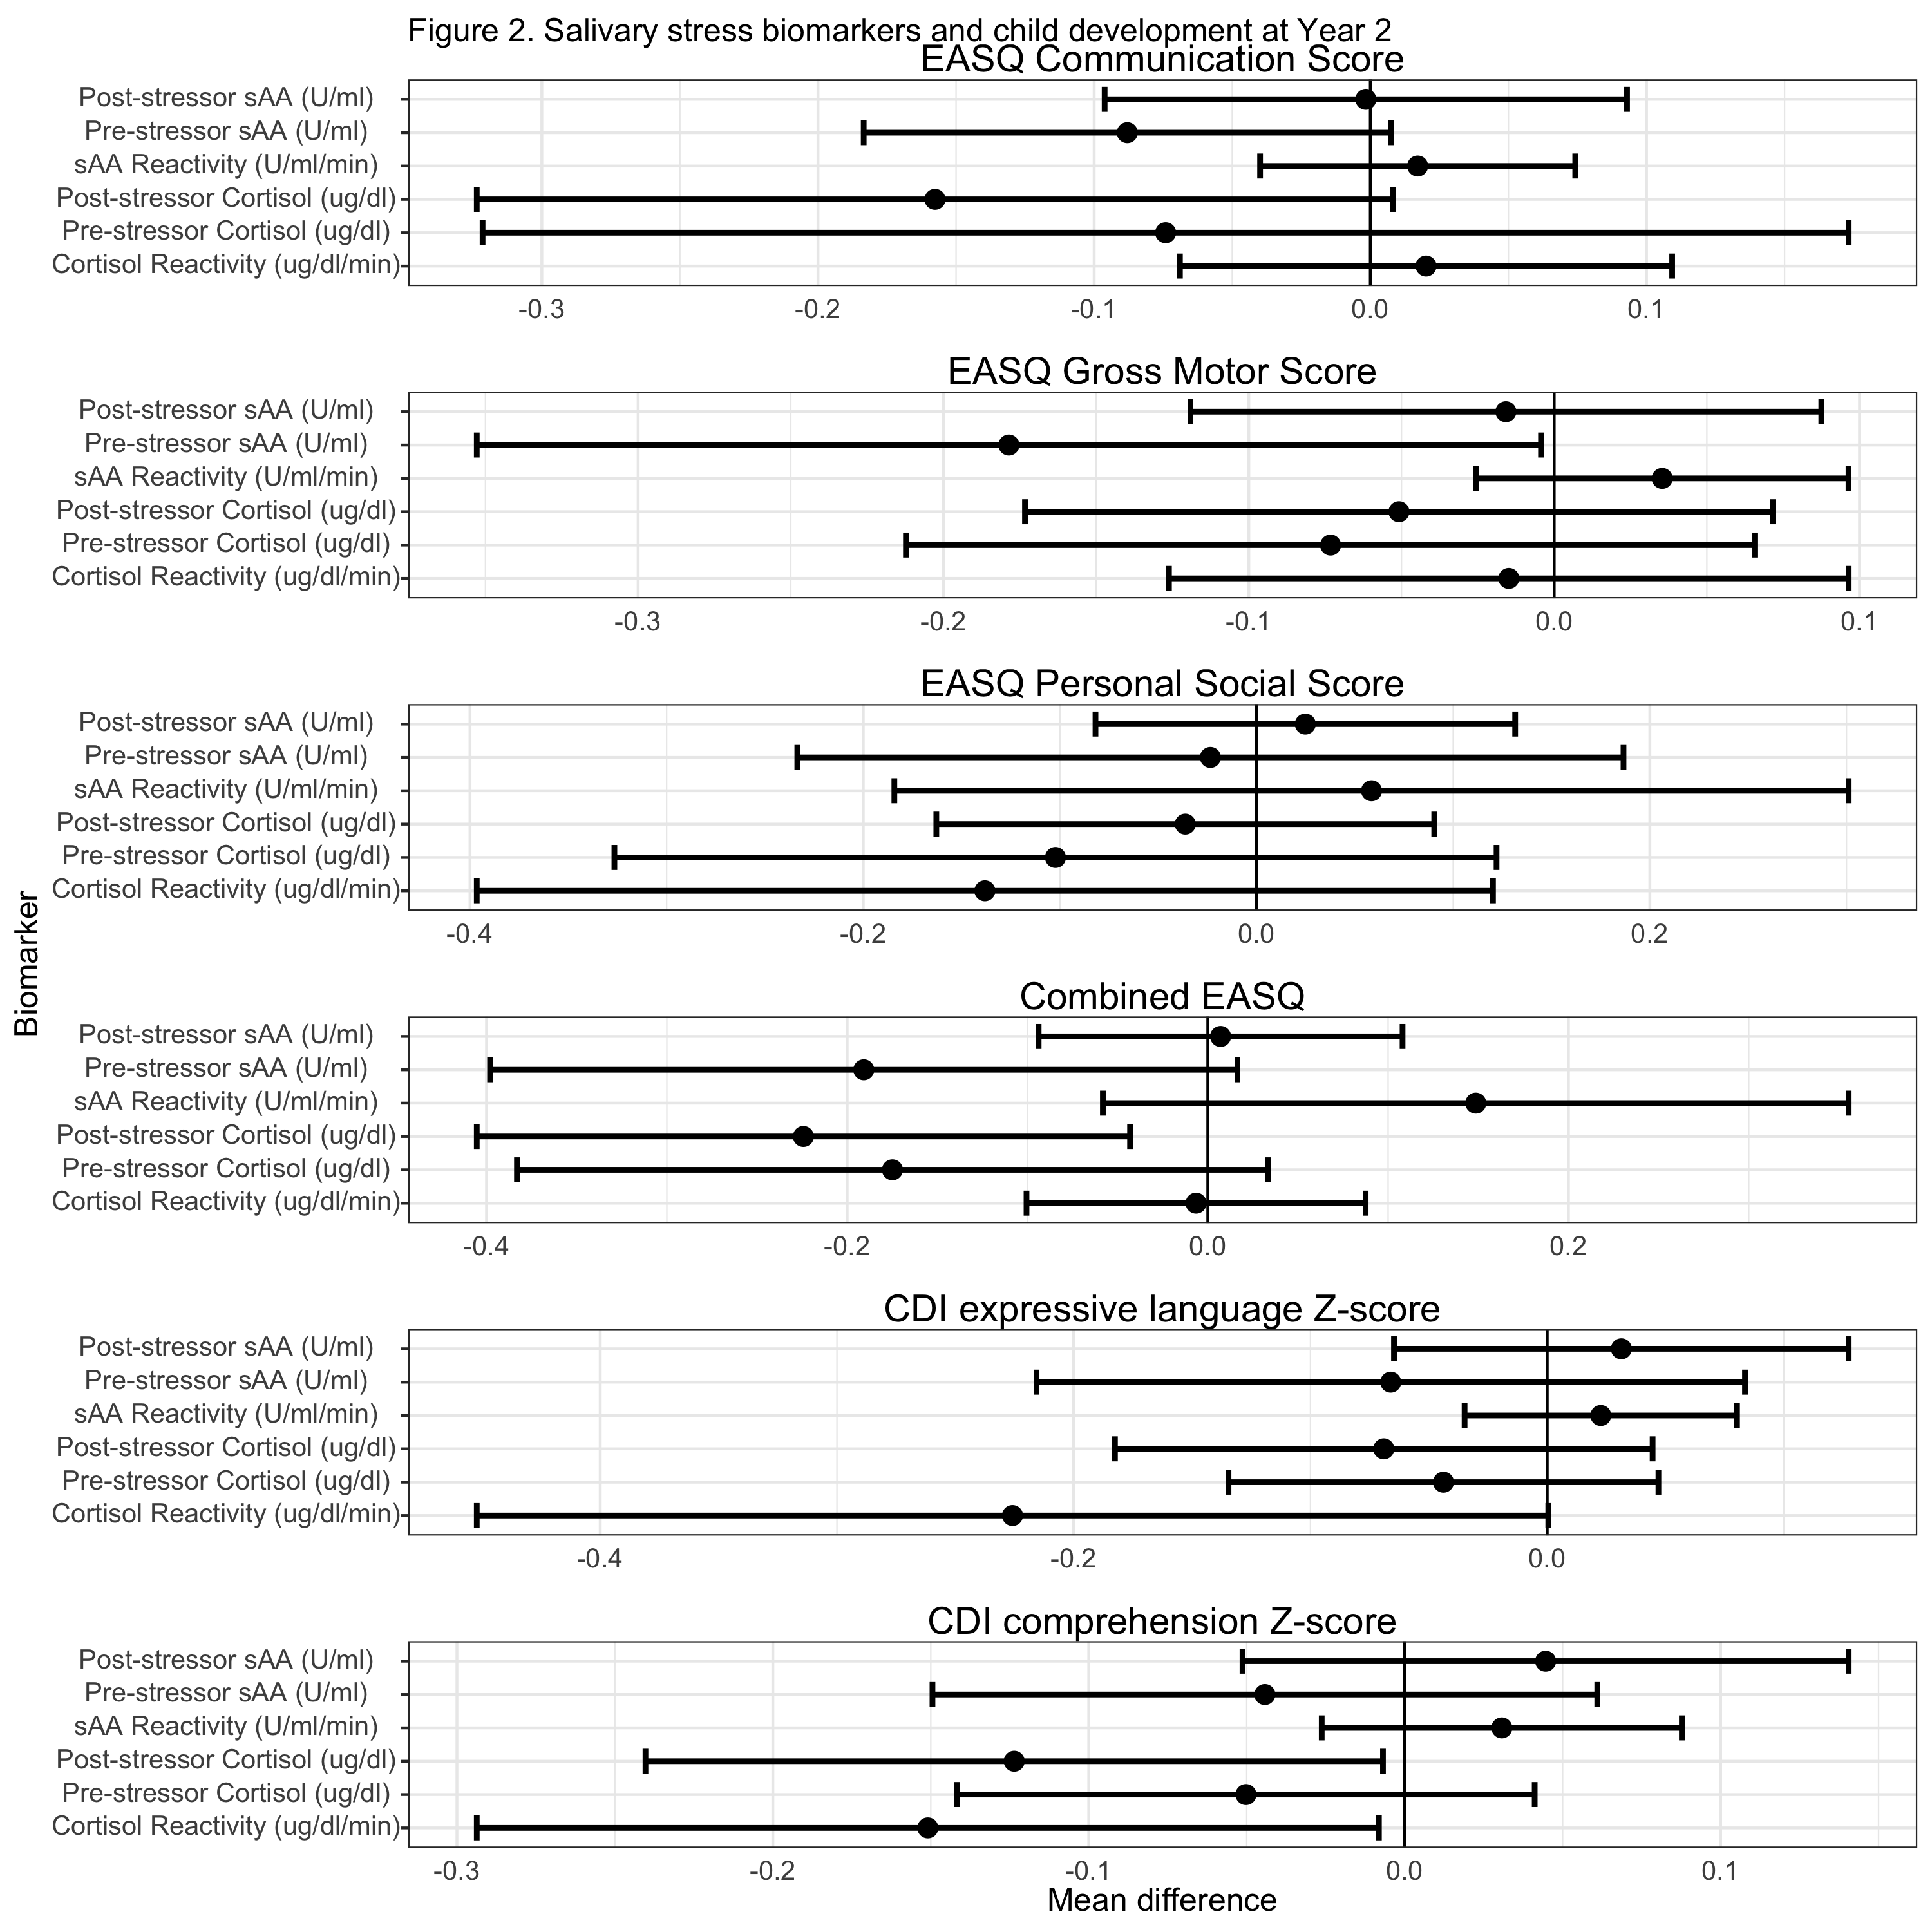 Figure 2. Salivary stress biomarkers and child development at Year 2
EASQ Communication Score
Post-stressor sAA (U/ml)
Pre-stressor sAA (U/ml)
sAA Reactivity (U/ml/min)
Post-stressor Cortisol (ug/dl)
Pre-stressor Cortisol (ug/dl)
Cortisol Reactivity (ug/dl/min)
-0.3 -0.2 -0.1 0.0 0.1
EASQ Gross Motor Score
Post-stressor sAA (U/ml)
Pre-stressor sAA (U/ml)
sAA Reactivity (U/ml/min)
Post-stressor Cortisol (ug/dl)
Pre-stressor Cortisol (ug/dl)
Cortisol Reactivity (ug/dl/min)
-0.3 -0.2 -0.1 0.0 0.1
EASQ Personal Social Score
Post-stressor sAA (U/ml)
Pre-stressor sAA (U/ml)
sAA Reactivity (U/ml/min)
Post-stressor Cortisol (ug/dl)
Pre-stressor Cortisol (ug/dl)
Cortisol Reactivity (ug/dl/min)
-0.4 -0.2 0.0 0.2
Biomarker
Combined EASQ
Post-stressor sAA (U/ml)
Pre-stressor sAA (U/ml)
sAA Reactivity (U/ml/min)
Post-stressor Cortisol (ug/dl)
Pre-stressor Cortisol (ug/dl)
Cortisol Reactivity (ug/dl/min)
-0.4 -0.2 0.0 0.2
CDI expressive language Z-score
Post-stressor sAA (U/ml)
Pre-stressor sAA (U/ml)
sAA Reactivity (U/ml/min)
Post-stressor Cortisol (ug/dl)
Pre-stressor Cortisol (ug/dl)
Cortisol Reactivity (ug/dl/min)
-0.4 -0.2 0.0
CDI comprehension Z-score
Post-stressor sAA (U/ml)
Pre-stressor sAA (U/ml)
sAA Reactivity (U/ml/min)
Post-stressor Cortisol (ug/dl)
Pre-stressor Cortisol (ug/dl)
Cortisol Reactivity (ug/dl/min)
-0.3 -0.2 -0.1 0.0 0.1
Mean difference